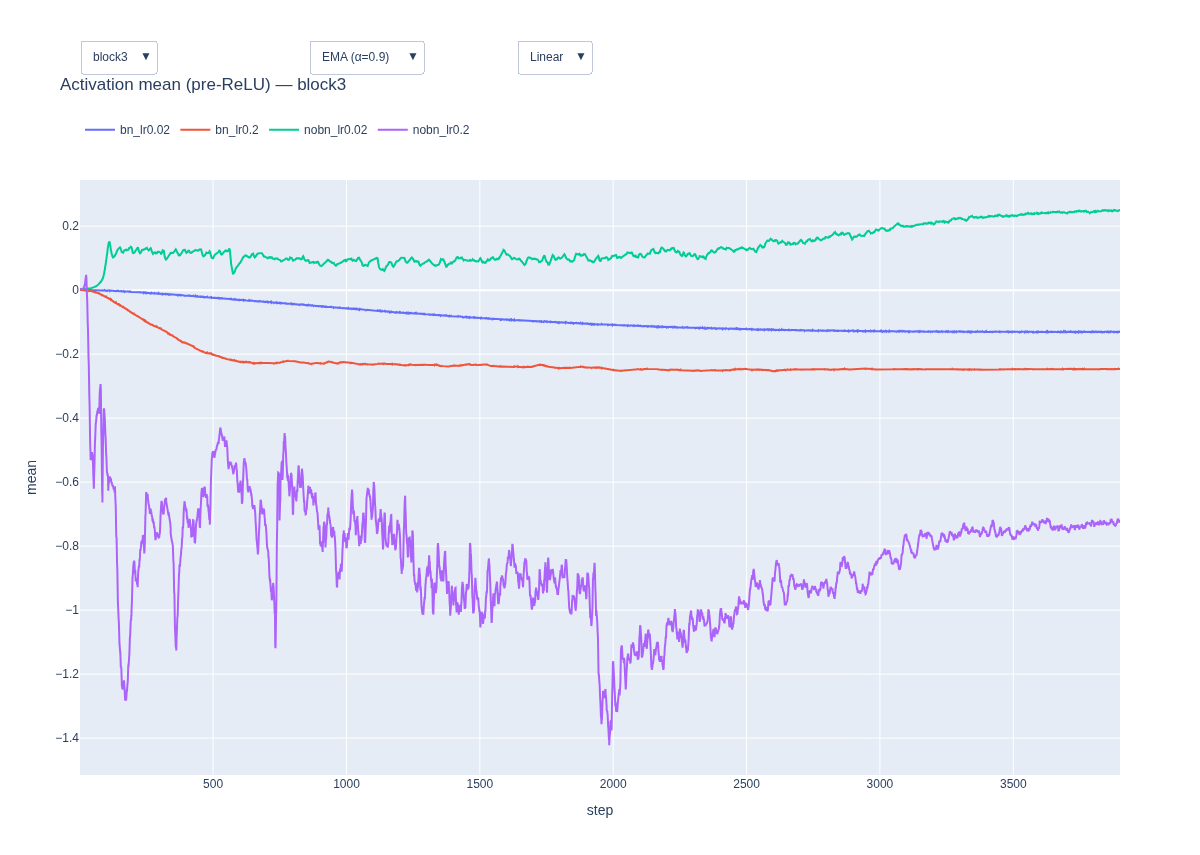 block3 ▼ EMA (α=0.9) ▼ Linear ▼
Activation mean (pre-ReLU) — block3
bn_lr0.02 bn_lr0.2 nobn_lr0.02 nobn_lr0.2
0.2
0
−0.2
−0.4
−0.6
−0.8
−1
−1.2
−1.4
mean
500 1000 1500 2000 2500 3000 3500
step